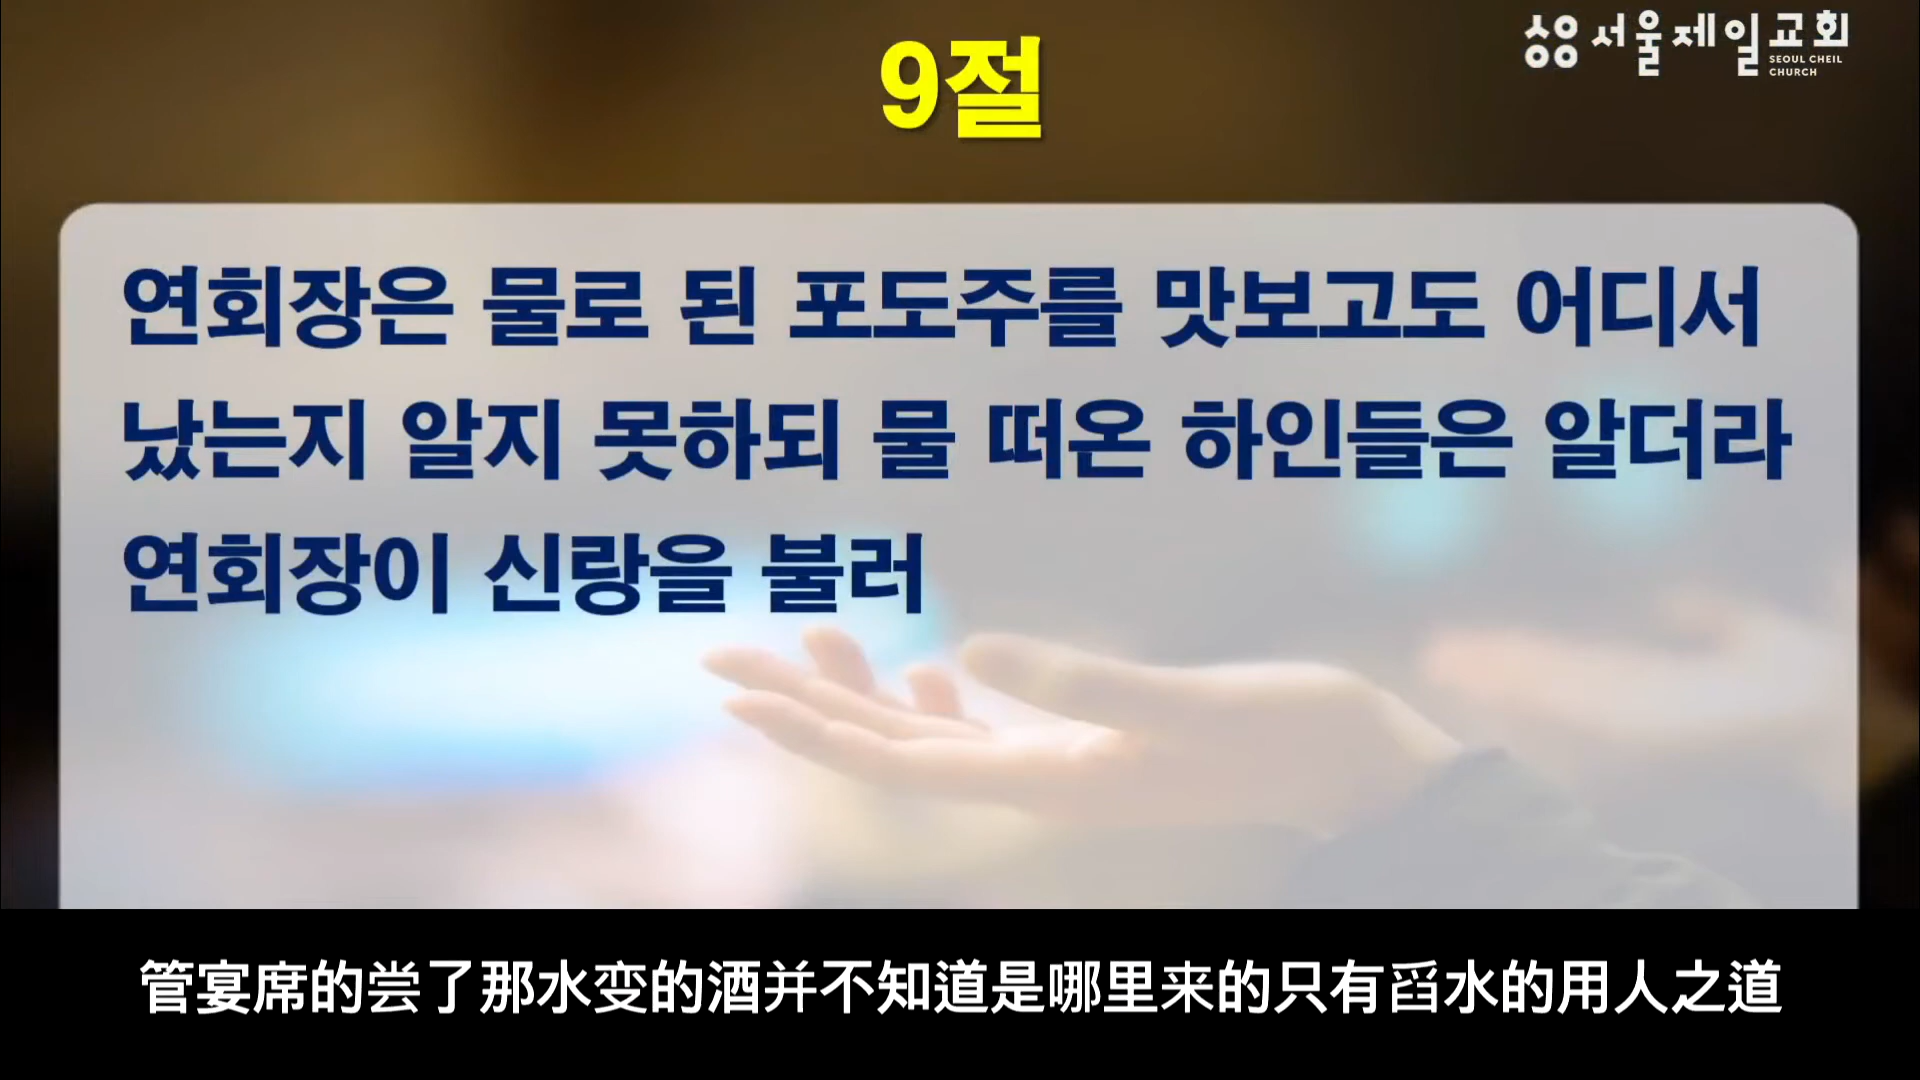 9절
서울제일교회
SEOUL CHEIL
CHURCH
연회장은 물로 된 포도주를 맛보고도 어디서
났는지 알지 못하되 물 떠온 하인들은 알더라
연회장이 신랑을 불러
管宴席的尝了那水变的酒并不知道是哪里来的只有舀水的用人之道